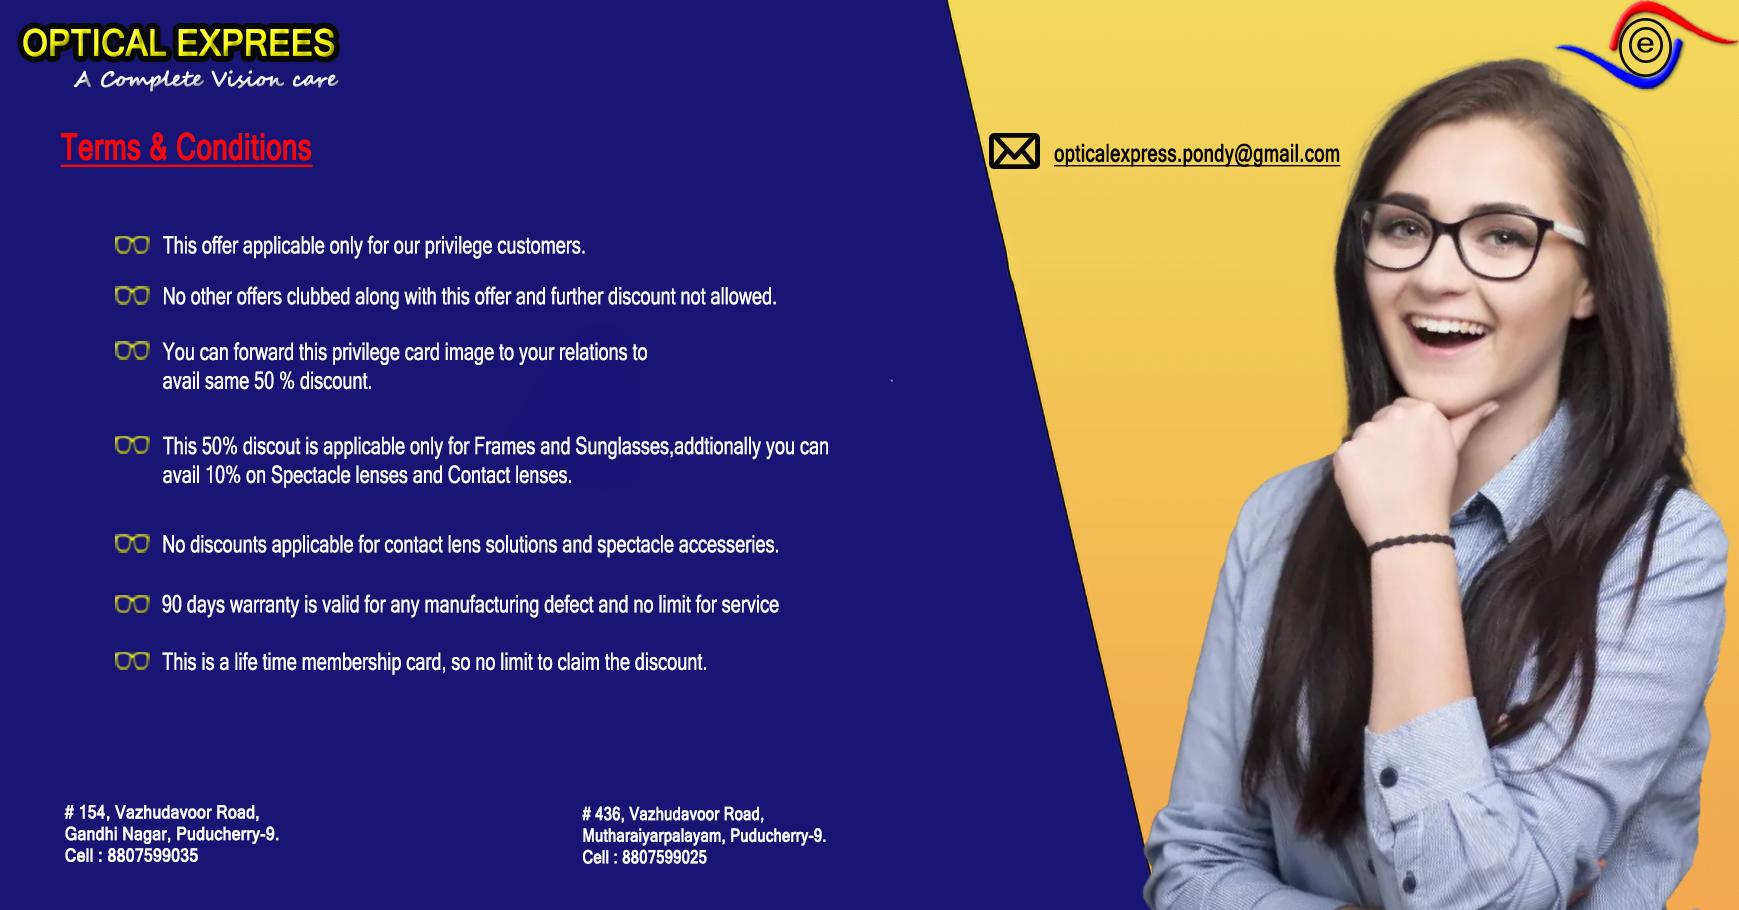 OPTICAL EXPREES
A Complete Vision care
e
Terms & Conditions
opticalexpress.pondy@gmail.com
This offer applicable only for our privilege customers.
No other offers clubbed along with this offer and further discount not allowed.
You can forward this privilege card image to your relations to
avail same 50 % discount.
This 50% discout is applicable only for Frames and Sunglasses,addtionally you can
avail 10% on Spectacle lenses and Contact lenses.
No discounts applicable for contact lens solutions and spectacle accesseries.
90 days warranty is valid for any manufacturing defect and no limit for service
This is a life time membership card, so no limit to claim the discount.
# 154, Vazhudavoor Road,
Gandhi Nagar, Puducherry-9.
Cell : 8807599035
# 436, Vazhudavoor Road,
Mutharaiyarpalayam, Puducherry-9.
Cell : 8807599025